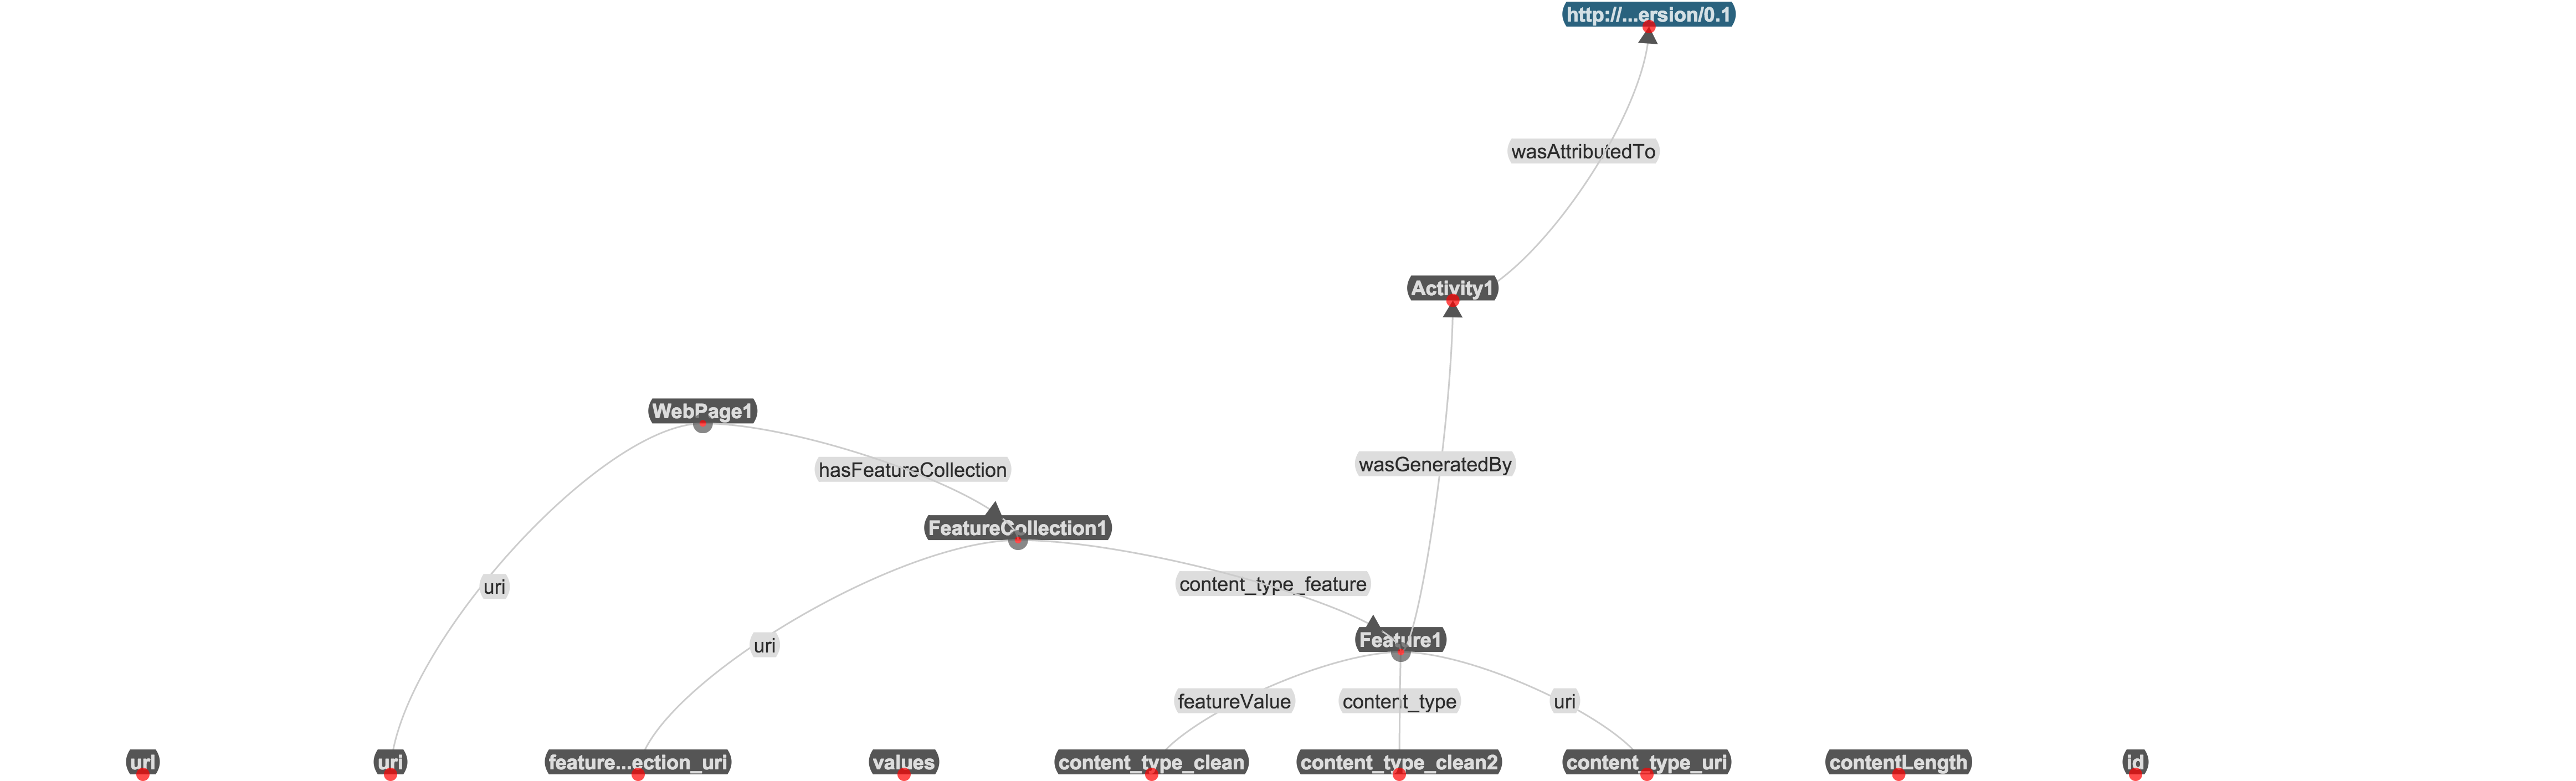 http://...ersion/0.1
wasAttributedTo
Activity1
WebPage1
wasGeneratedBy
hasFeatureCollection
FeatureCollection1
uri
content_type_feature
uri
Feature1
featureValue
content_type
uri
url
uri
feature...ection_uri
values
content_type_clean
content_type_clean2
content_type_uri
contentLength
id